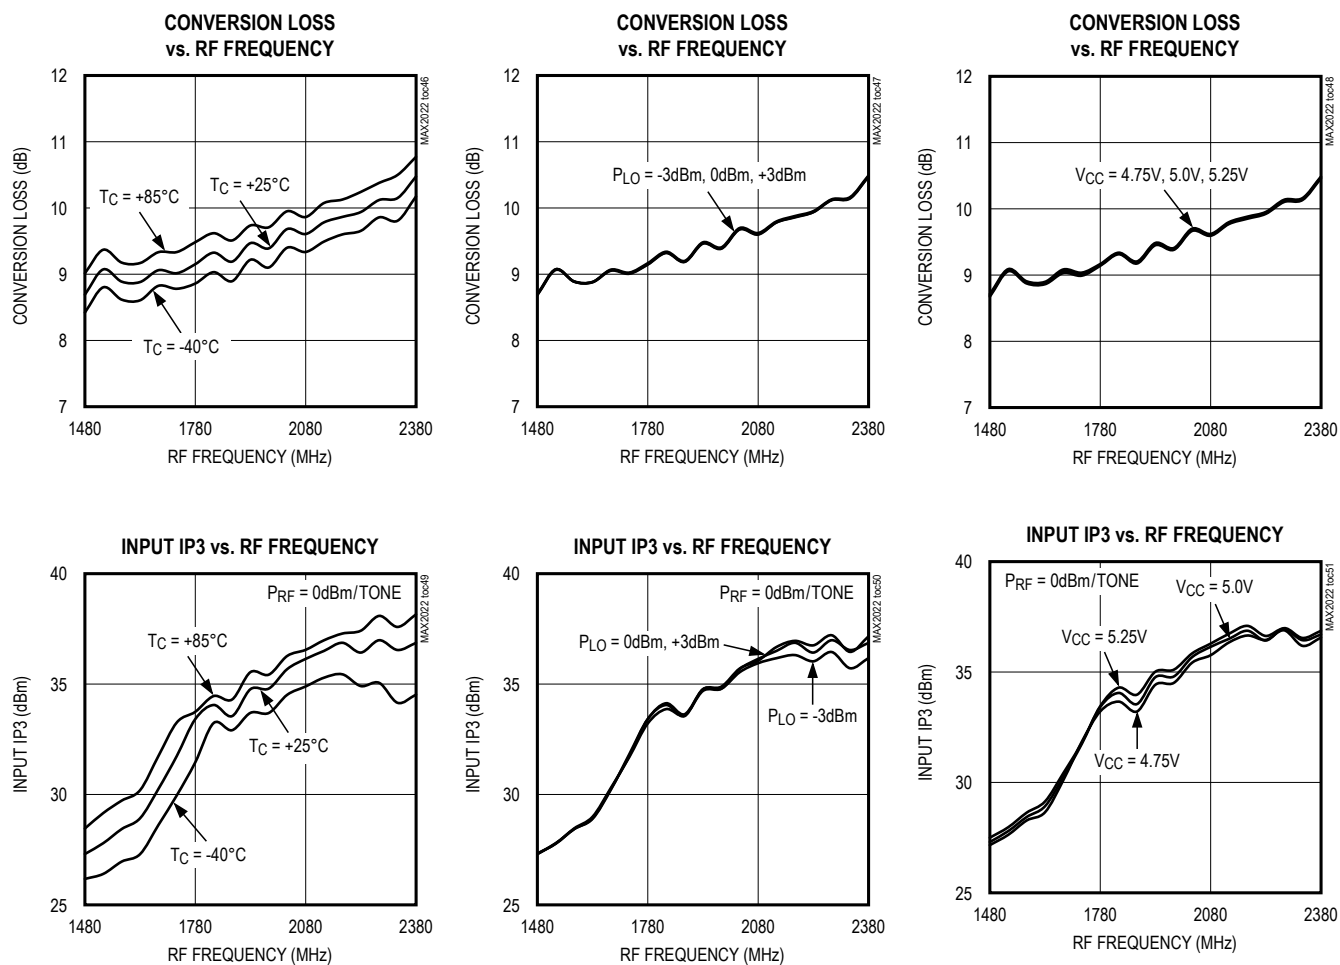 CONVERSION LOSS
vs. RF FREQUENCY
12
11
10
9
8
7
CONVERSION LOSS (dB)
TC = +85°C
TC = +25°C
TC = -40°C
MAX2022 toc46
1480
1780
2080
2380
RF FREQUENCY (MHz)
CONVERSION LOSS
vs. RF FREQUENCY
12
11
10
9
8
7
CONVERSION LOSS (dB)
PLO = -3dBm, 0dBm, +3dBm
MAX2022 toc47
1480
1780
2080
2380
RF FREQUENCY (MHz)
CONVERSION LOSS
vs. RF FREQUENCY
12
11
10
9
8
7
CONVERSION LOSS (dB)
VCC = 4.75V, 5.0V, 5.25V
MAX2022 toc48
1480
1780
2080
2380
RF FREQUENCY (MHz)
INPUT IP3 vs. RF FREQUENCY
40
35
30
25
INPUT IP3 (dBm)
PRF = 0dBm/TONE
TC = +85°C
TC = +25°C
TC = -40°C
MAX2022 toc49
1480
1780
2080
2380
RF FREQUENCY (MHz)
INPUT IP3 vs. RF FREQUENCY
40
35
30
25
INPUT IP3 (dBm)
PRF = 0dBm/TONE
PLO = 0dBm, +3dBm
PLO = -3dBm
MAX2022 toc50
1480
1780
2080
2380
RF FREQUENCY (MHz)
INPUT IP3 vs. RF FREQUENCY
40
35
30
25
INPUT IP3 (dBm)
PRF = 0dBm/TONE
VCC = 5.0V
VCC = 5.25V
VCC = 4.75V
MAX2022 toc51
1480
1780
2080
2380
RF FREQUENCY (MHz)